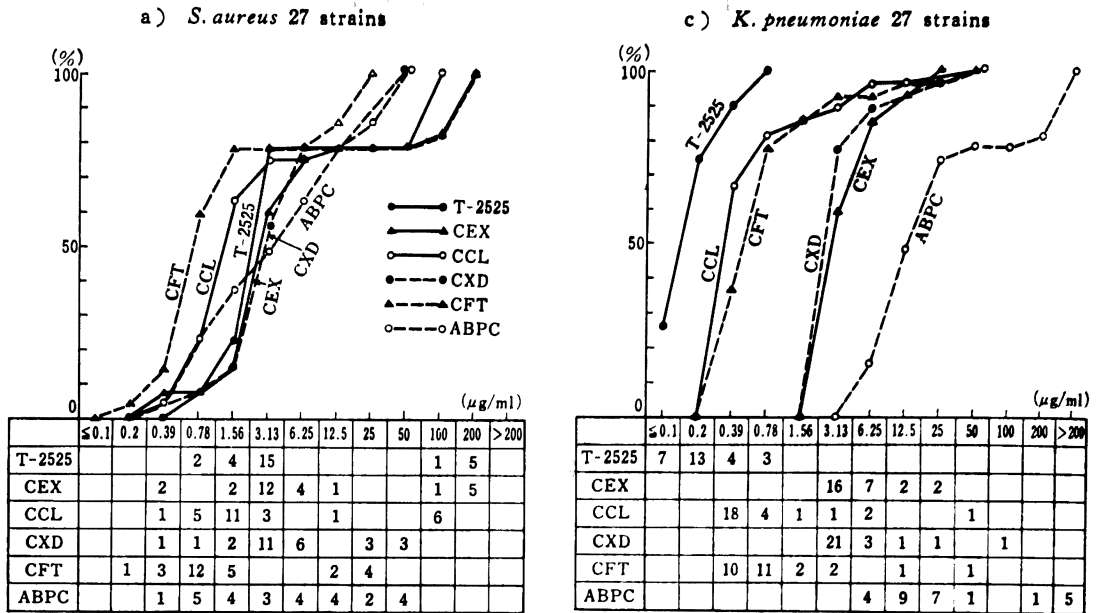 a) S. aureus 27 strains
(%)
100
50
0
CFT
CCL
T-2525
CEX
CXD
ABPC
T-2525
CEX
CCL
CXD
CFT
ABPC
(μg/ml)
≤0.1 0.2 0.39 0.78 1.56 3.13 6.25 12.5 25 50 100 200 >200
T-2525 2 4 15 1 5
CEX 2 2 12 4 1 1 5
CCL 1 5 11 3 1 6
CXD 1 1 2 11 6 3 3
CFT 1 3 12 5 2 4
ABPC 1 5 4 3 4 4 2 4
c) K. pneumoniae 27 strains
(%)
100
50
0
T-2525
CCL
CFT
CXD
CEX
ABPC
(μg/ml)
≤0.1 0.2 0.39 0.78 1.56 3.13 6.25 12.5 25 50 100 200 >200
T-2525 7 13 4 3
CEX 16 7 2 2
CCL 18 4 1 1 2 1
CXD 21 3 1 1 1
CFT 10 11 2 2 1 1
ABPC 4 9 7 1 1 5